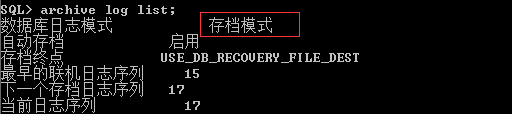 SQL> archive log list;
数据库日志模式 存档模式
自动存档 启用
存档终点 USE_DB_RECOVERY_FILE_DEST
最早的联机日志序列 15
下一个存档日志序列 17
当前日志序列 17